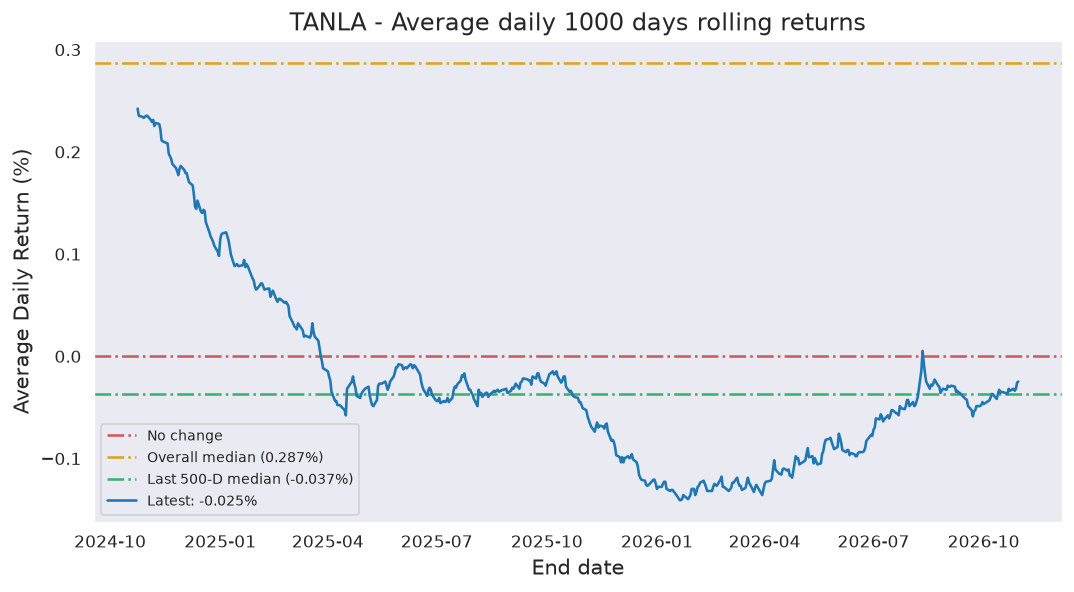 TANLA - Average daily 1000 days rolling returns
Average Daily Return (%)
0.3
0.2
0.1
0.0
−0.1
No change
Overall median (0.287%)
Last 500-D median (-0.037%)
Latest: -0.025%
2024-10 2025-01 2025-04 2025-07 2025-10 2026-01 2026-04 2026-07 2026-10
End date